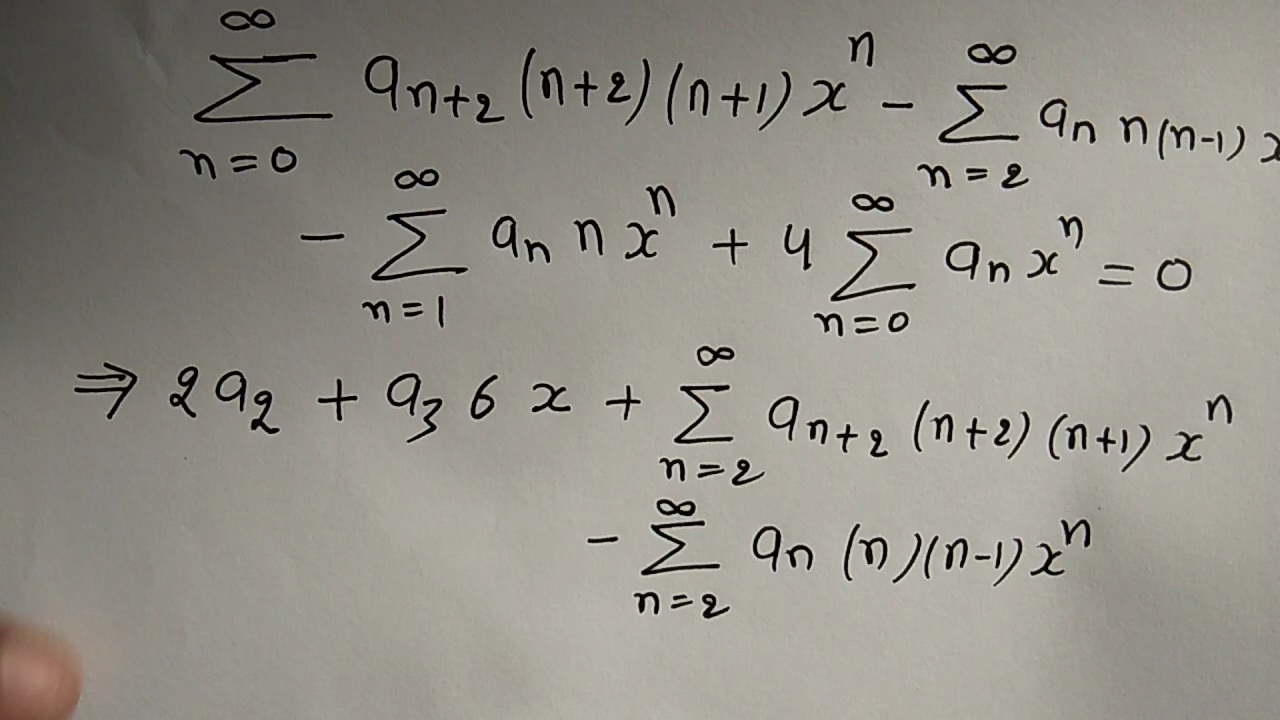 ∑_{n=0}^{∞} a_{n+2} (n+2) (n+1) x^n - ∑_{n=2}^{∞} a_n n(n-1) x
- ∑_{n=1}^{∞} a_n n x^n + 4 ∑_{n=0}^{∞} a_n x^n = 0
⇒ 2a_2 + a_3 6 x + ∑_{n=2}^{∞} a_{n+2} (n+2) (n+1) x^n
- ∑_{n=2}^{∞} a_n (n)(n-1) x^n